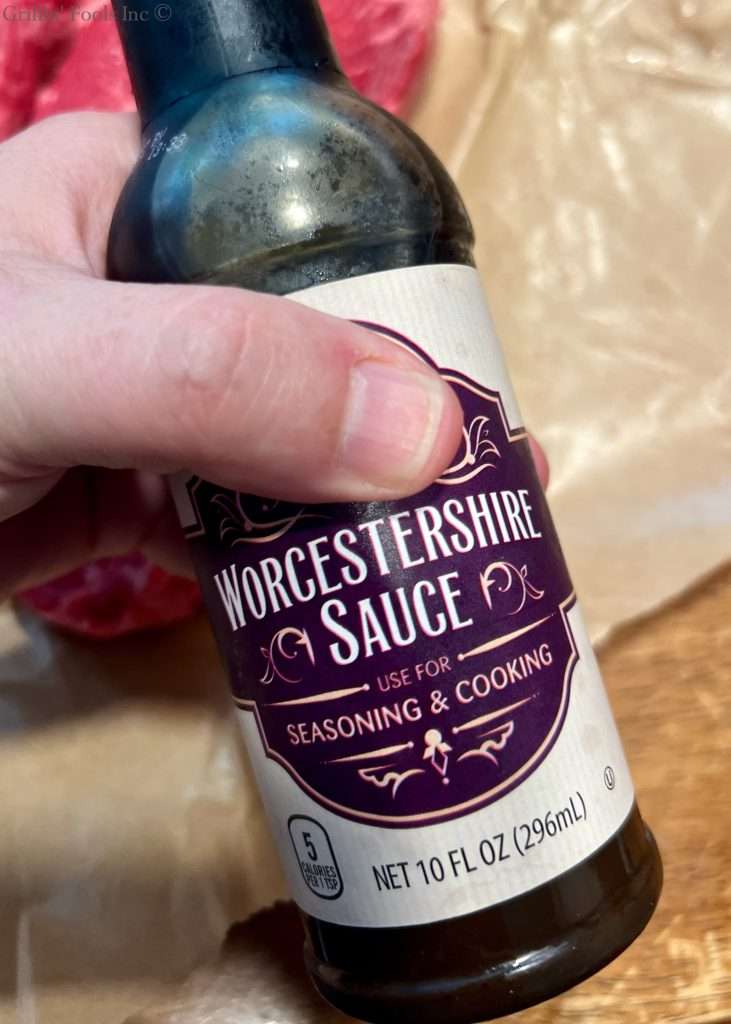 Grillin' Fools Inc ©
WORCESTERSHIRE
SAUCE
USE FOR
SEASONING & COOKING
5
CALORIES
PER 1 TSP
NET 10 FL OZ (296mL)
U